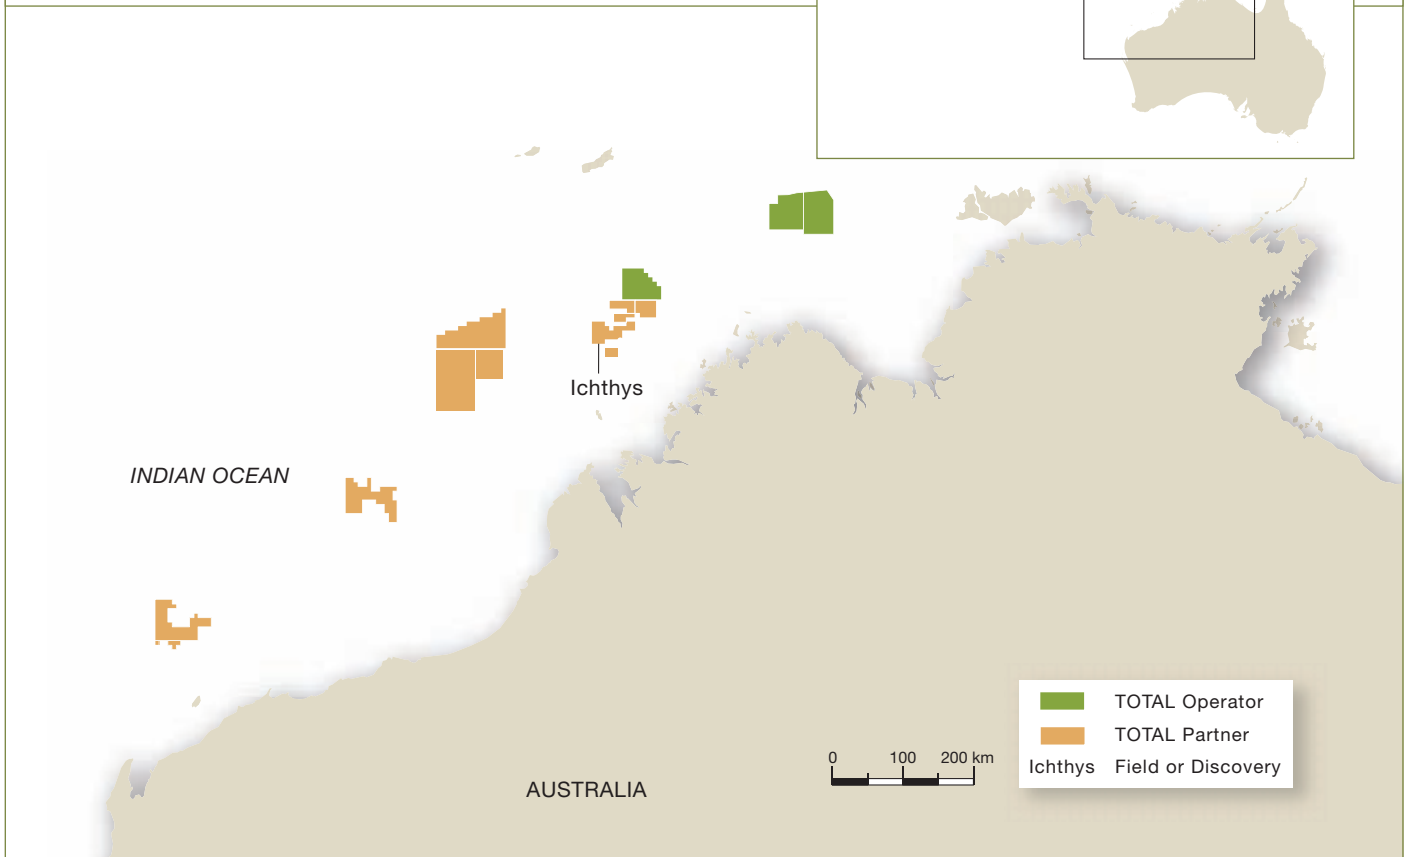 Ichthys
INDIAN OCEAN
TOTAL Operator
TOTAL Partner
Ichthys Field or Discovery
0 100 200 km
AUSTRALIA